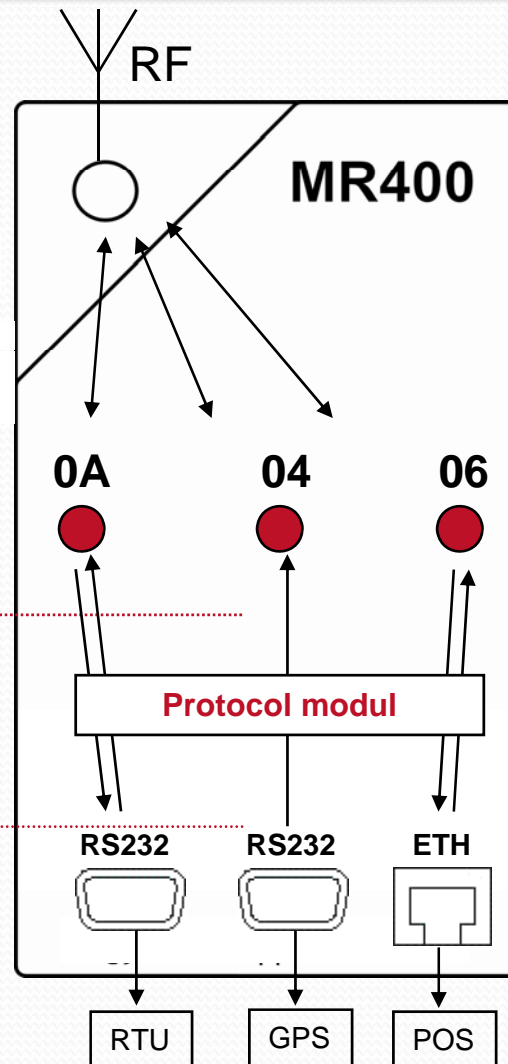 RF
MR400
0A 04 06
Protocol modul
RS232 RS232 ETH
RTU GPS POS